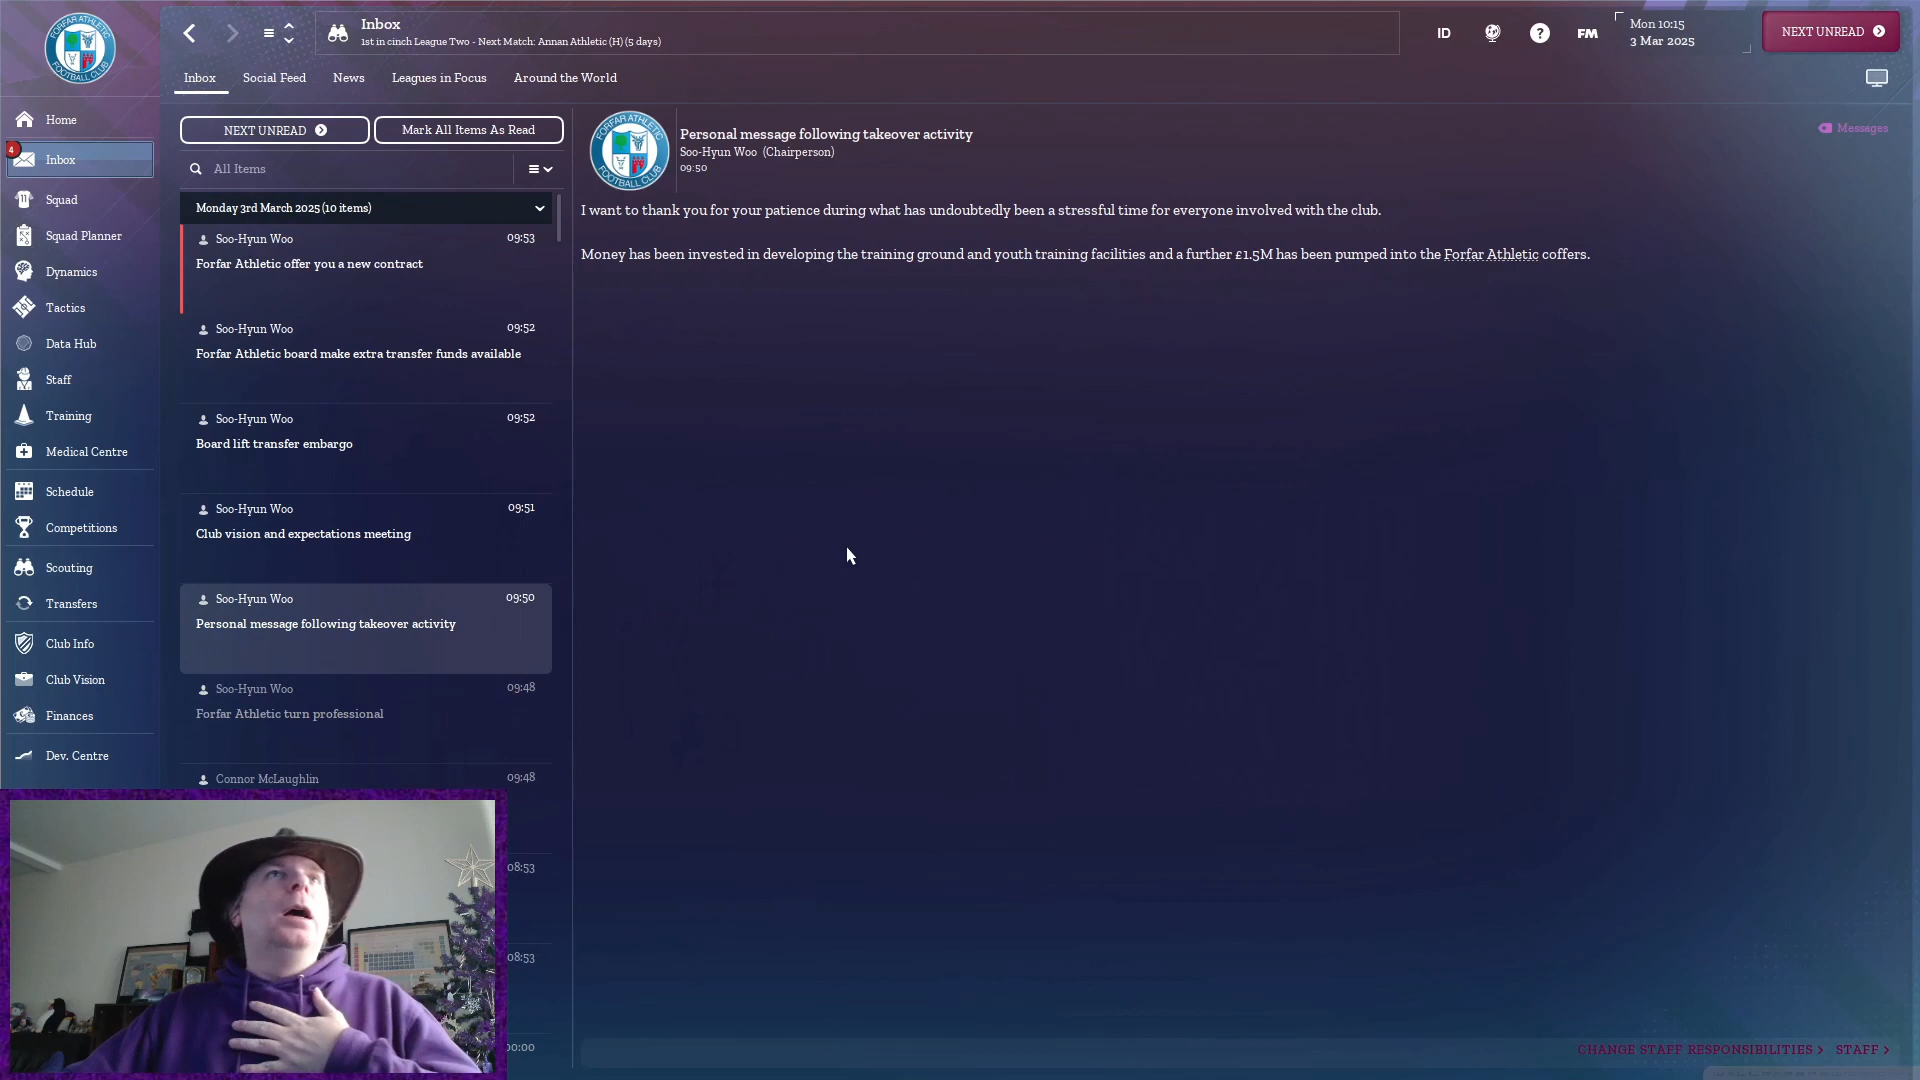 Inbox
1st in cinch League Two - Next Match: Annan Athletic (H) (5 days)
ID
FM
Mon 10:15
3 Mar 2025
NEXT UNREAD
Inbox
Social Feed
News
Leagues in Focus
Around the World
FORFAR ATHLETIC
FOOTBALL CLUB
Home
4
Inbox
Squad
Squad Planner
Dynamics
Tactics
Data Hub
Staff
Training
Medical Centre
Schedule
Competitions
Scouting
Transfers
Club Info
Club Vision
Finances
Dev. Centre
NEXT UNREAD
Mark All Items As Read
All Items
Monday 3rd March 2025 (10 items)
Soo-Hyun Woo 09:53
Forfar Athletic offer you a new contract
Soo-Hyun Woo 09:52
Forfar Athletic board make extra transfer funds available
Soo-Hyun Woo 09:52
Board lift transfer embargo
Soo-Hyun Woo 09:51
Club vision and expectations meeting
Soo-Hyun Woo 09:50
Personal message following takeover activity
Soo-Hyun Woo 09:48
Forfar Athletic turn professional
Connor McLaughlin 09:48
08:53
08:53
00:00
FORFAR ATHLETIC
FOOTBALL CLUB
Personal message following takeover activity
Soo-Hyun Woo (Chairperson)
09:50
Messages
I want to thank you for your patience during what has undoubtedly been a stressful time for everyone involved with the club.
Money has been invested in developing the training ground and youth training facilities and a further £1.5M has been pumped into the Forfar Athletic coffers.
CHANGE STAFF RESPONSIBILITIES
STAFF